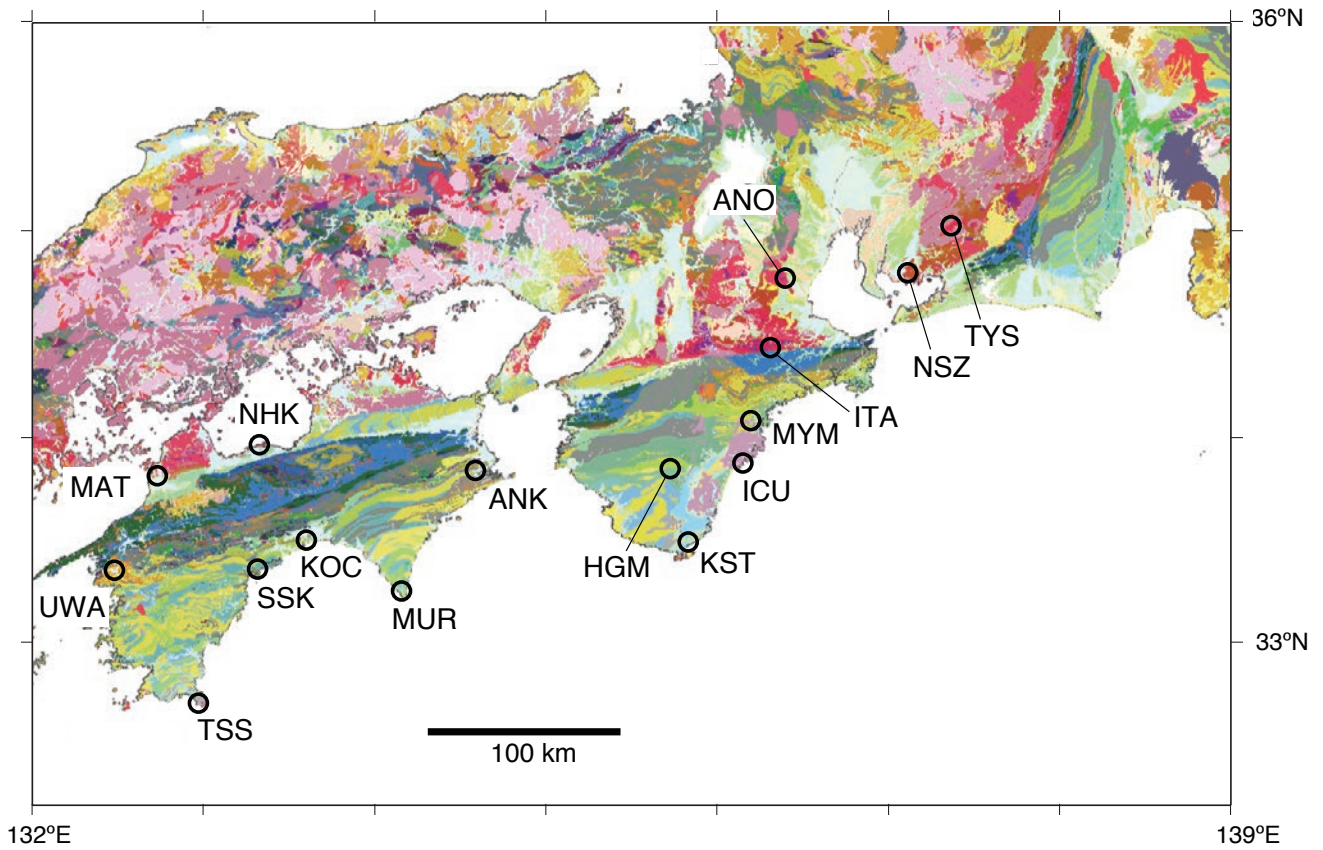 36ºN
ANO
TYS
NSZ
ITA
NHK
MYM
MAT
ICU
ANK
HGM
KST
KOC
SSK
UWA
MUR
33ºN
TSS
100 km
132ºE
139ºE